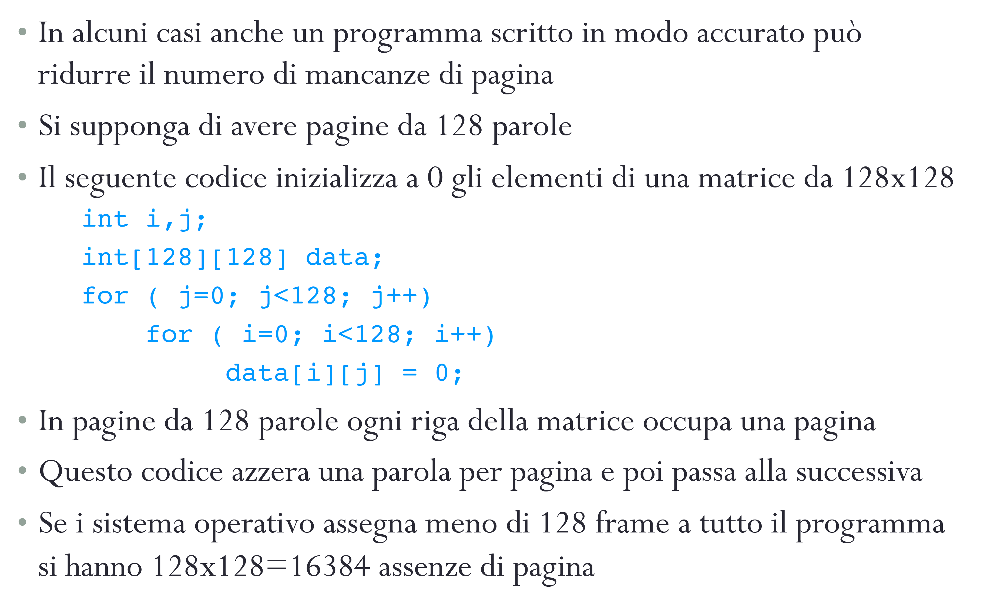 • In alcuni casi anche un programma scritto in modo accurato può
ridurre il numero di mancanze di pagina
• Si supponga di avere pagine da 128 parole
• Il seguente codice inizializza a 0 gli elementi di una matrice da 128x128
int i,j;
int[128][128] data;
for ( j=0; j<128; j++)
for ( i=0; i<128; i++)
data[i][j] = 0;
• In pagine da 128 parole ogni riga della matrice occupa una pagina
• Questo codice azzera una parola per pagina e poi passa alla successiva
• Se i sistema operativo assegna meno di 128 frame a tutto il programma
si hanno 128x128=16384 assenze di pagina